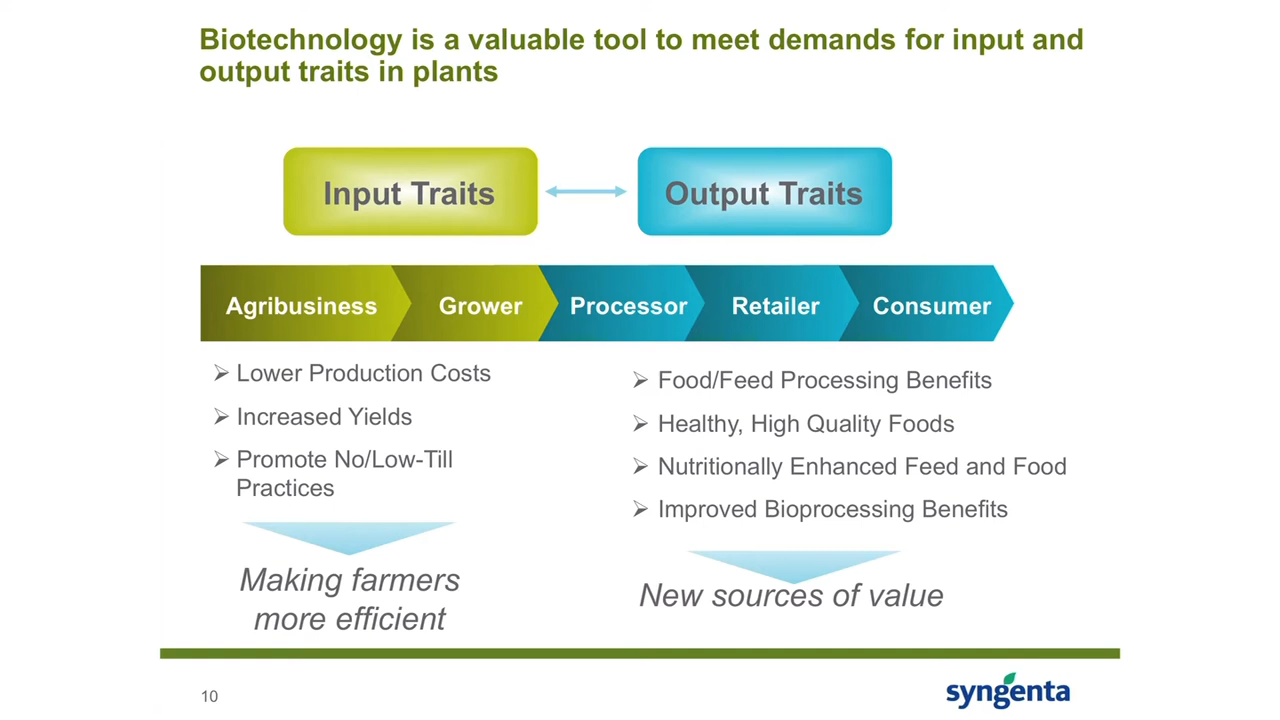 Biotechnology is a valuable tool to meet demands for input and
output traits in plants
Input Traits
Output Traits
Agribusiness
Grower
Processor
Retailer
Consumer
➢ Lower Production Costs
➢ Increased Yields
➢ Promote No/Low-Till
Practices
Making farmers
more efficient
➢ Food/Feed Processing Benefits
➢ Healthy, High Quality Foods
➢ Nutritionally Enhanced Feed and Food
➢ Improved Bioprocessing Benefits
New sources of value
10
syngenta